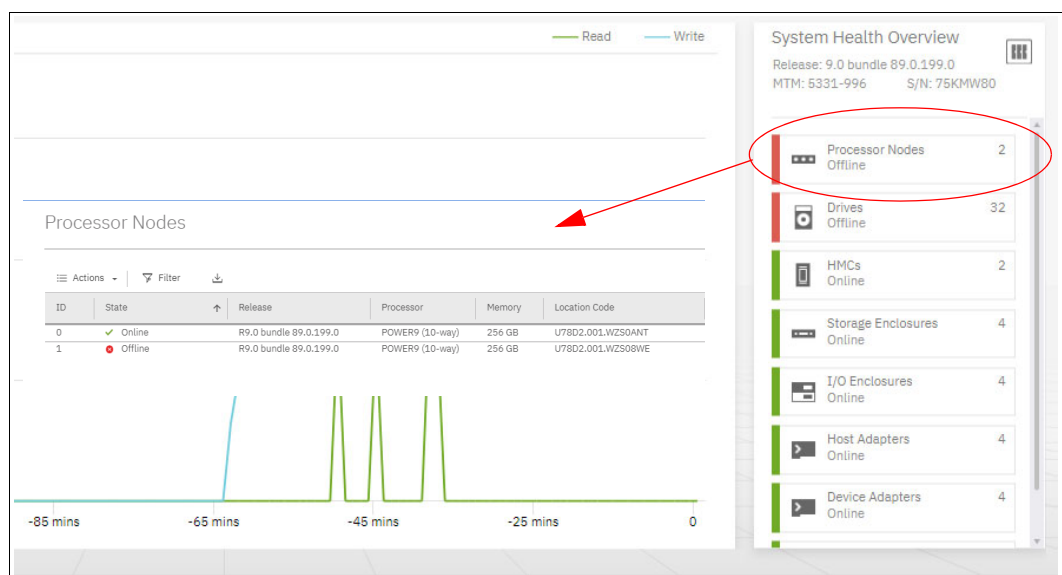 Read Write
System Health Overview
Release: 9.0 bundle 89.0.199.0
MTM: 5331-996 S/N: 75KMW80
Processor Nodes 2
Offline
Drives 32
Offline
HMCs 2
Online
Storage Enclosures 4
Online
I/O Enclosures 4
Online
Host Adapters 4
Online
Device Adapters 4
Online
Processor Nodes
Actions Filter
ID State Release Processor Memory Location Code
0 Online R9.0 bundle 89.0.199.0 POWER9 (10-way) 256 GB U78D2.001.WZS0ANT
1 Offline R9.0 bundle 89.0.199.0 POWER9 (10-way) 256 GB U78D2.001.WZS08WE
-85 mins -65 mins -45 mins -25 mins 0